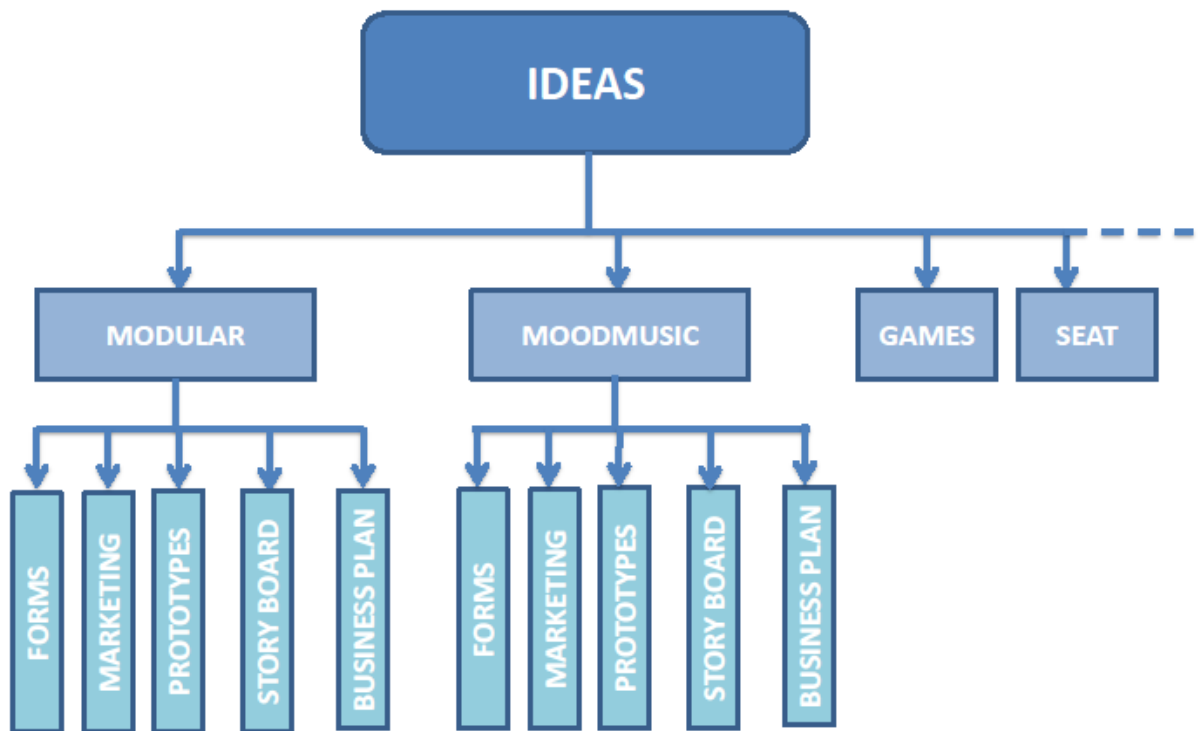 IDEAS
MODULAR
MOODMUSIC
GAMES
SEAT
FORMS
MARKETING
PROTOTYPES
STORY BOARD
BUSINESS PLAN
FORMS
MARKETING
PROTOTYPES
STORY BOARD
BUSINESS PLAN